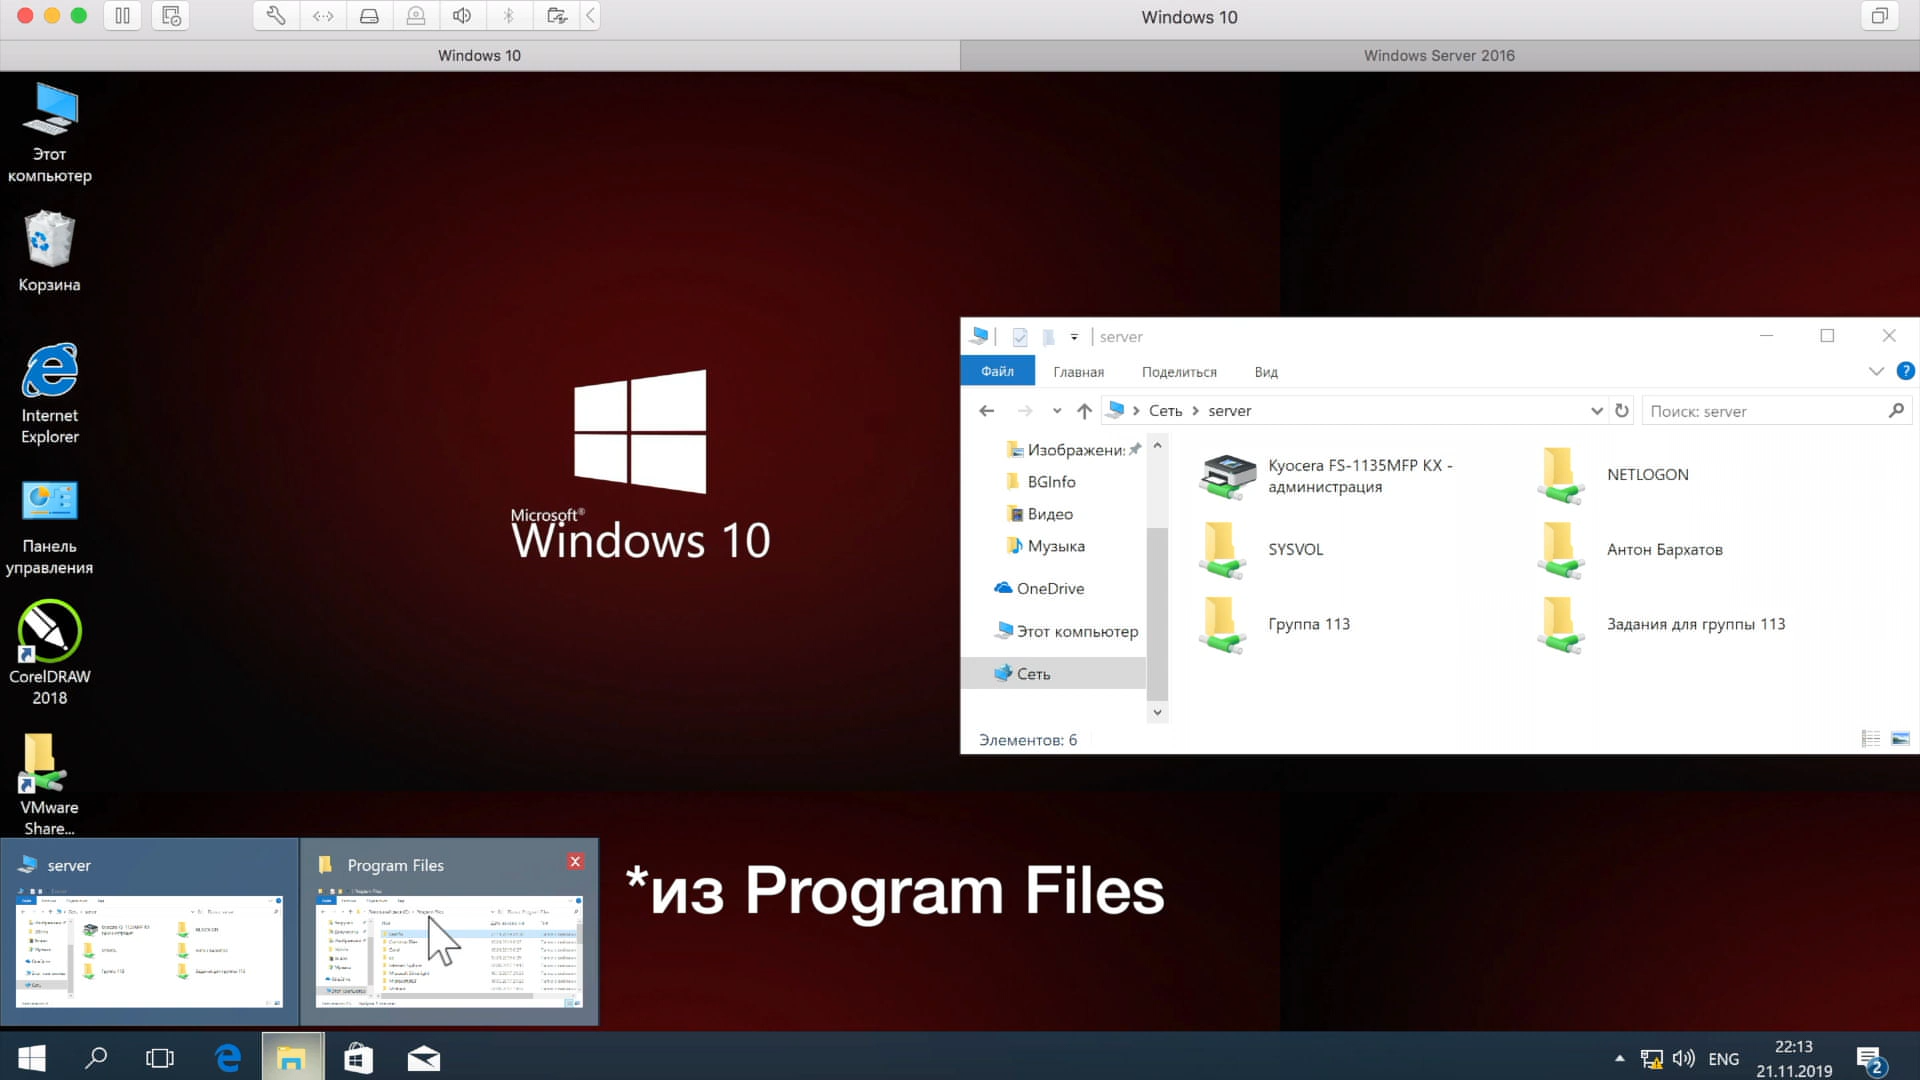 Windows 10
Windows 10
Windows Server 2016
Этот
компьютер
Корзина
Internet
Explorer
Панель
управления
CorelDRAW
2018
VMware
Share...
Microsoft®
Windows 10
server
Файл
Главная
Поделиться
Вид
Сеть
server
Поиск: server
Изображени:
BGInfo
Видео
Музыка
OneDrive
Этот компьютер
Сеть
Kyocera FS-1135MFP KX -
администрация
NETLOGON
SYSVOL
Антон Бархатов
Группа 113
Задания для группы 113
Элементов: 6
server
Program Files
*из Program Files
ENG
22:13
21.11.2019
2